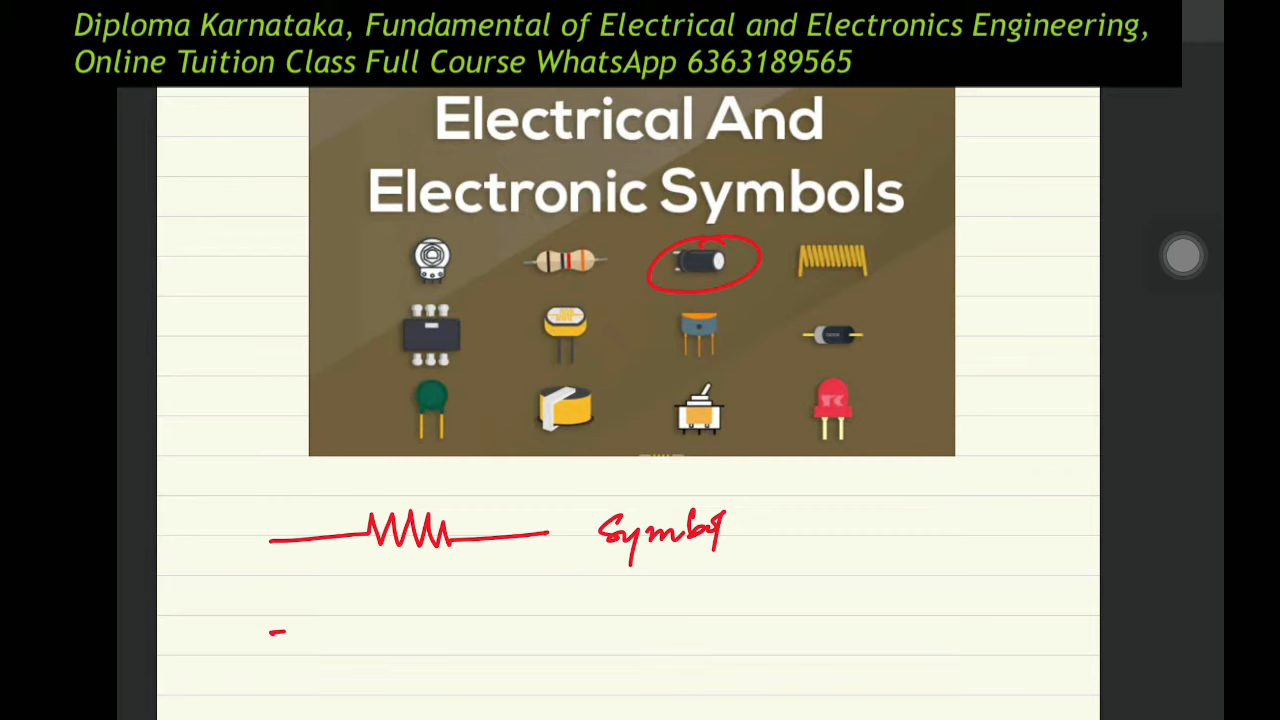 Diploma Karnataka, Fundamental of Electrical and Electronics Engineering,
Online Tuition Class Full Course WhatsApp 6363189565
Electrical And
Electronic Symbols